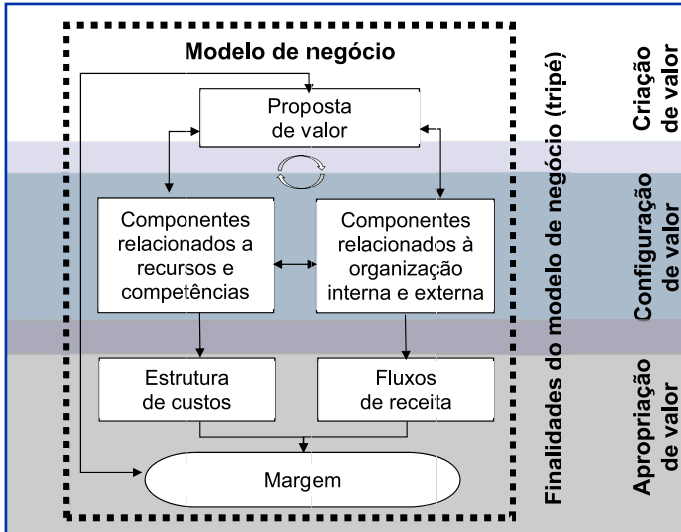 Modelo de negócio
Proposta
de valor
Componentes
relacionados a
recursos e
competências
Componentes
relacionados à
organização
interna e externa
Estrutura
de custos
Fluxos
de receita
Margem
Finalidades do modelo de negócio (tripé)
Criação
de valor
Configuração
de valor
Apropriação
de valor